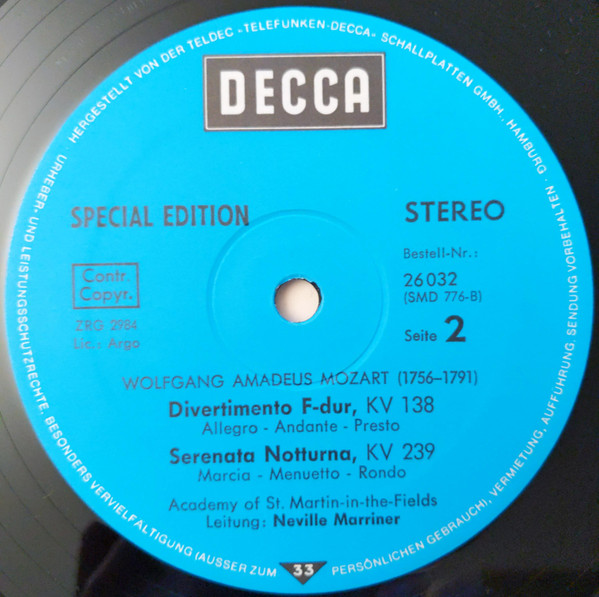 HERGESTELLT VON DER TELDEC »TELEFUNKEN-DECCA« SCHALLPLATTEN GMBH., HAMBURG · URHEBER- UND LEISTUNGSSCHUTZRECHTE, BESONDERS VERVIELFÄLTIGUNG (AUSSER ZUM PERSÖNLICHEN GEBRAUCH), VERMIETUNG, AUFFÜHRUNG, SENDUNG VORBEHALTEN ·
DECCA
SPECIAL EDITION
STEREO
Bestell-Nr.:
Contr.
Copyr.
26 032
(SMD 776-B)
ZRG 2984
Lic.: Argo
Seite 2
WOLFGANG AMADEUS MOZART (1756–1791)
Divertimento F-dur, KV 138
Allegro - Andante - Presto
Serenata Notturna, KV 239
Marcia - Menuetto - Rondo
Academy of St. Martin-in-the-Fields
Leitung: Neville Marriner
33